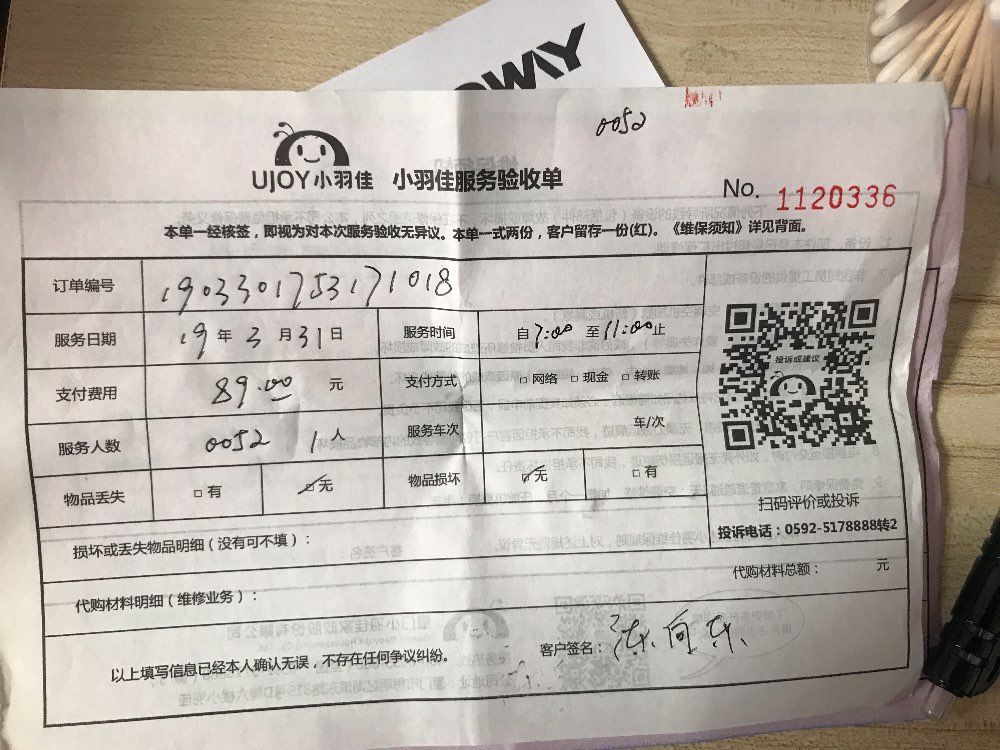 OWAY
0052
UJOY小羽佳 小羽佳服务验收单
No. 1120336
本单一经核签，即视为对本次服务验收无异议。本单一式两份，客户留存一份(红)。《维保须知》详见背面。
订单编号 1903301753171018
服务日期 19 年 3 月 31 日 服务时间 自 7:00 至 11:00 止
投诉或建议
支付费用 89.00 元 支付方式 □ 网络 □ 现金 □ 转账
服务人数 0052 1 人 服务车次 车/次
物品丢失 □ 有 □ 无 物品损坏 □ 无 □ 有
扫码评价或投诉
投诉电话：0592-5178888转2
损坏或丢失物品明细（没有可不填）：
代购材料总额： 元
代购材料明细（维修业务）：
客户签名：陈向东
以上填写信息已经本人确认无误，不存在任何争议纠纷。